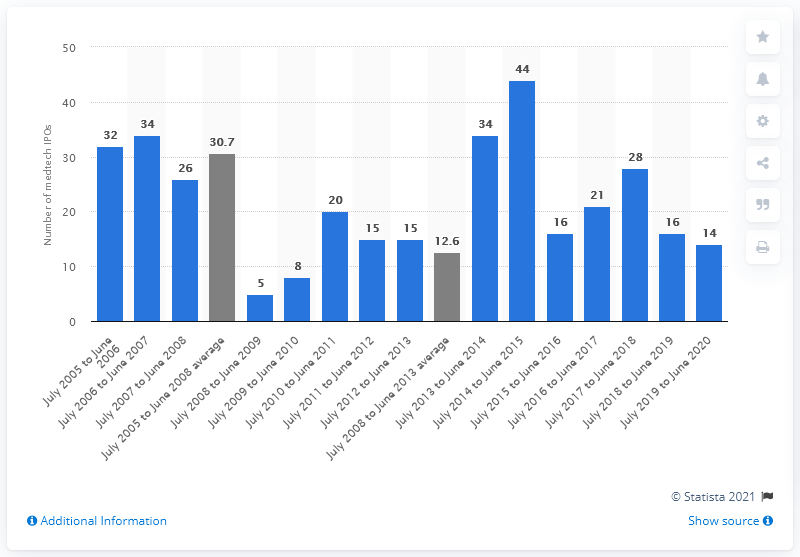 50
40
30
20
10
0
Number of medtech IPOs
32
34
26
30.7
5
8
20
15
15
12.6
34
44
16
21
28
16
14
July 2005 to June
2006
July 2006 to June 2007
July 2007 to June 2008
July 2005 to June 2008 average
July 2008 to June 2009
July 2009 to June 2010
July 2010 to June 2011
July 2011 to June 2012
July 2012 to June 2013
July 2008 to June 2013 average
July 2013 to June 2014
July 2014 to June 2015
July 2015 to June 2016
July 2016 to June 2017
July 2017 to June 2018
July 2018 to June 2019
July 2019 to June 2020
© Statista 2021
Additional Information
Show source